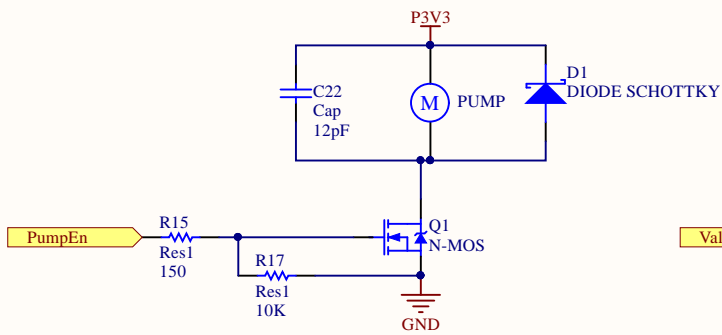 P3V3
C22
Cap
12pF
M
PUMP
D1
DIODE SCHOTTKY
PumpEn
R15
Res1
150
R17
Res1
10K
Q1
N-MOS
GND
Val